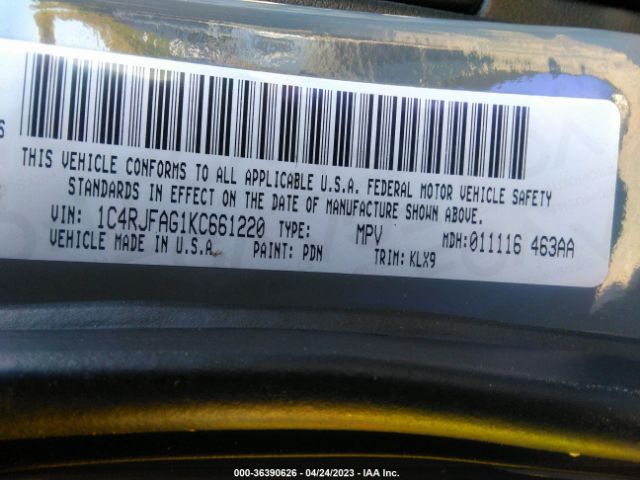 THIS VEHICLE CONFORMS TO ALL APPLICABLE U.S.A. FEDERAL MOTOR VEHICLE SAFETY
STANDARDS IN EFFECT ON THE DATE OF MANUFACTURE SHOWN ABOVE.
VIN: 1C4RJFAG1KC661220 TYPE: MPV MDH:011116 463AA
VEHICLE MADE IN U.S.A. PAINT: PDN TRIM: KLX9
000-36390626 - 04/24/2023 - IAA Inc.